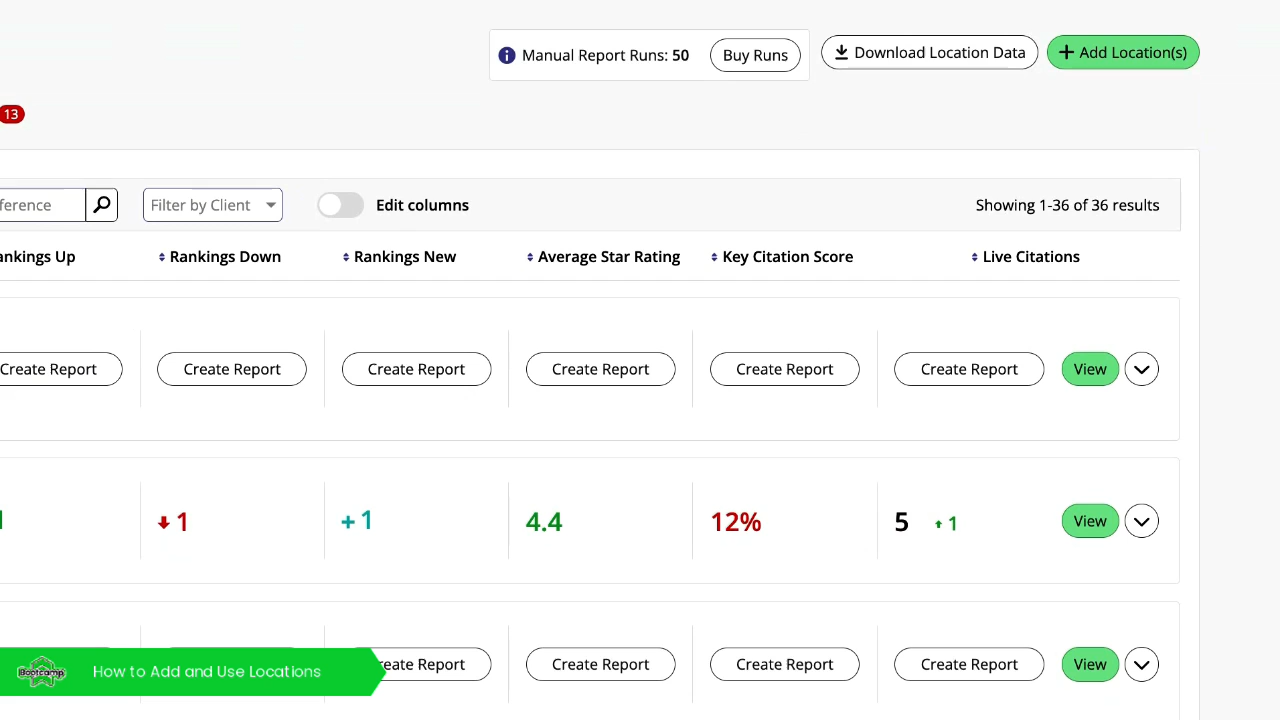 Manual Report Runs: 50
Buy Runs
Download Location Data
Add Location(s)
13
ference
Filter by Client
Edit columns
Showing 1-36 of 36 results
ankings Up
Rankings Down
Rankings New
Average Star Rating
Key Citation Score
Live Citations
Create Report
Create Report
Create Report
Create Report
Create Report
Create Report
View
1
+1
4.4
12%
5
1
View
eate Report
Create Report
Create Report
Create Report
View
Bootcamp
How to Add and Use Locations